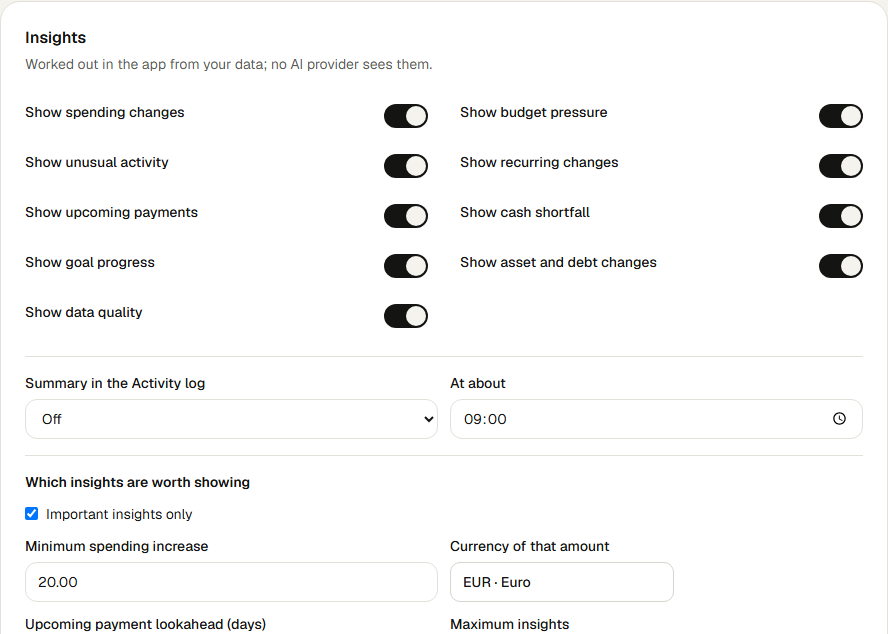 Insights
Worked out in the app from your data; no AI provider sees them.
Show spending changes
Show budget pressure
Show unusual activity
Show recurring changes
Show upcoming payments
Show cash shortfall
Show goal progress
Show asset and debt changes
Show data quality
Summary in the Activity log
At about
Off
09:00
Which insights are worth showing
Important insights only
Minimum spending increase
Currency of that amount
20.00
EUR · Euro
Upcoming payment lookahead (days)
Maximum insights